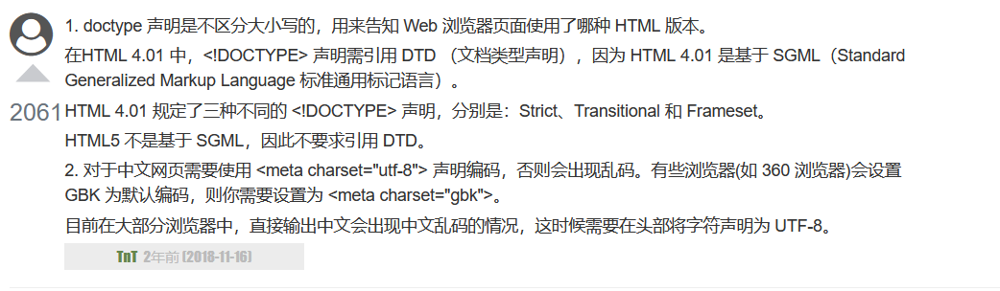 1. doctype 声明是不区分大小写的，用来告知 Web 浏览器页面使用了哪种 HTML 版本。
在HTML 4.01 中，<!DOCTYPE> 声明需引用 DTD （文档类型声明），因为 HTML 4.01 是基于 SGML（Standard
Generalized Markup Language 标准通用标记语言）。
2061
HTML 4.01 规定了三种不同的 <!DOCTYPE> 声明，分别是：Strict、Transitional 和 Frameset。
HTML5 不是基于 SGML，因此不要求引用 DTD。
2. 对于中文网页需要使用 <meta charset="utf-8"> 声明编码，否则会出现乱码。有些浏览器(如 360 浏览器)会设置
GBK 为默认编码，则你需要设置为 <meta charset="gbk">。
目前在大部分浏览器中，直接输出中文会出现中文乱码的情况，这时候需要在头部将字符声明为 UTF-8。
TnT 2年前 (2018-11-16)